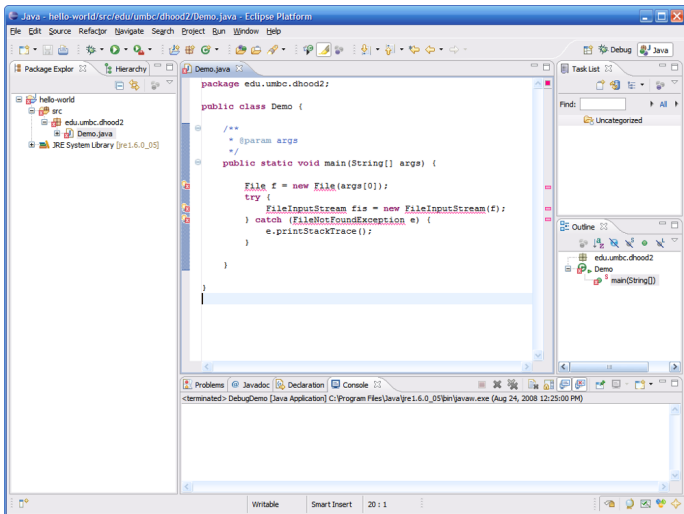 Java - hello-world/src/edu/umbc/dhood2/Demo.java - Eclipse Platform
File Edit Source Refactor Navigate Search Project Run Window Help
Debug Java
Package Explor Hierarchy
hello-world
src
edu.umbc.dhood2
Demo.java
JRE System Library [jre1.6.0_05]
Demo.java
package edu.umbc.dhood2;
public class Demo {
/**
* @param args
*/
public static void main(String[] args) {
File f = new File(args[0]);
try {
FileInputStream fis = new FileInputStream(f);
} catch (FileNotFoundException e) {
e.printStackTrace();
}
}
}
Task List
Find: All
Uncategorized
Outline
edu.umbc.dhood2
Demo
main(String[])
Problems Javadoc Declaration Console
<terminated> DebugDemo [Java Application] C:\Program Files\Java\jre1.6.0_05\bin\javaw.exe (Aug 24, 2008 12:25:00 PM)
Writable Smart Insert 20 : 1